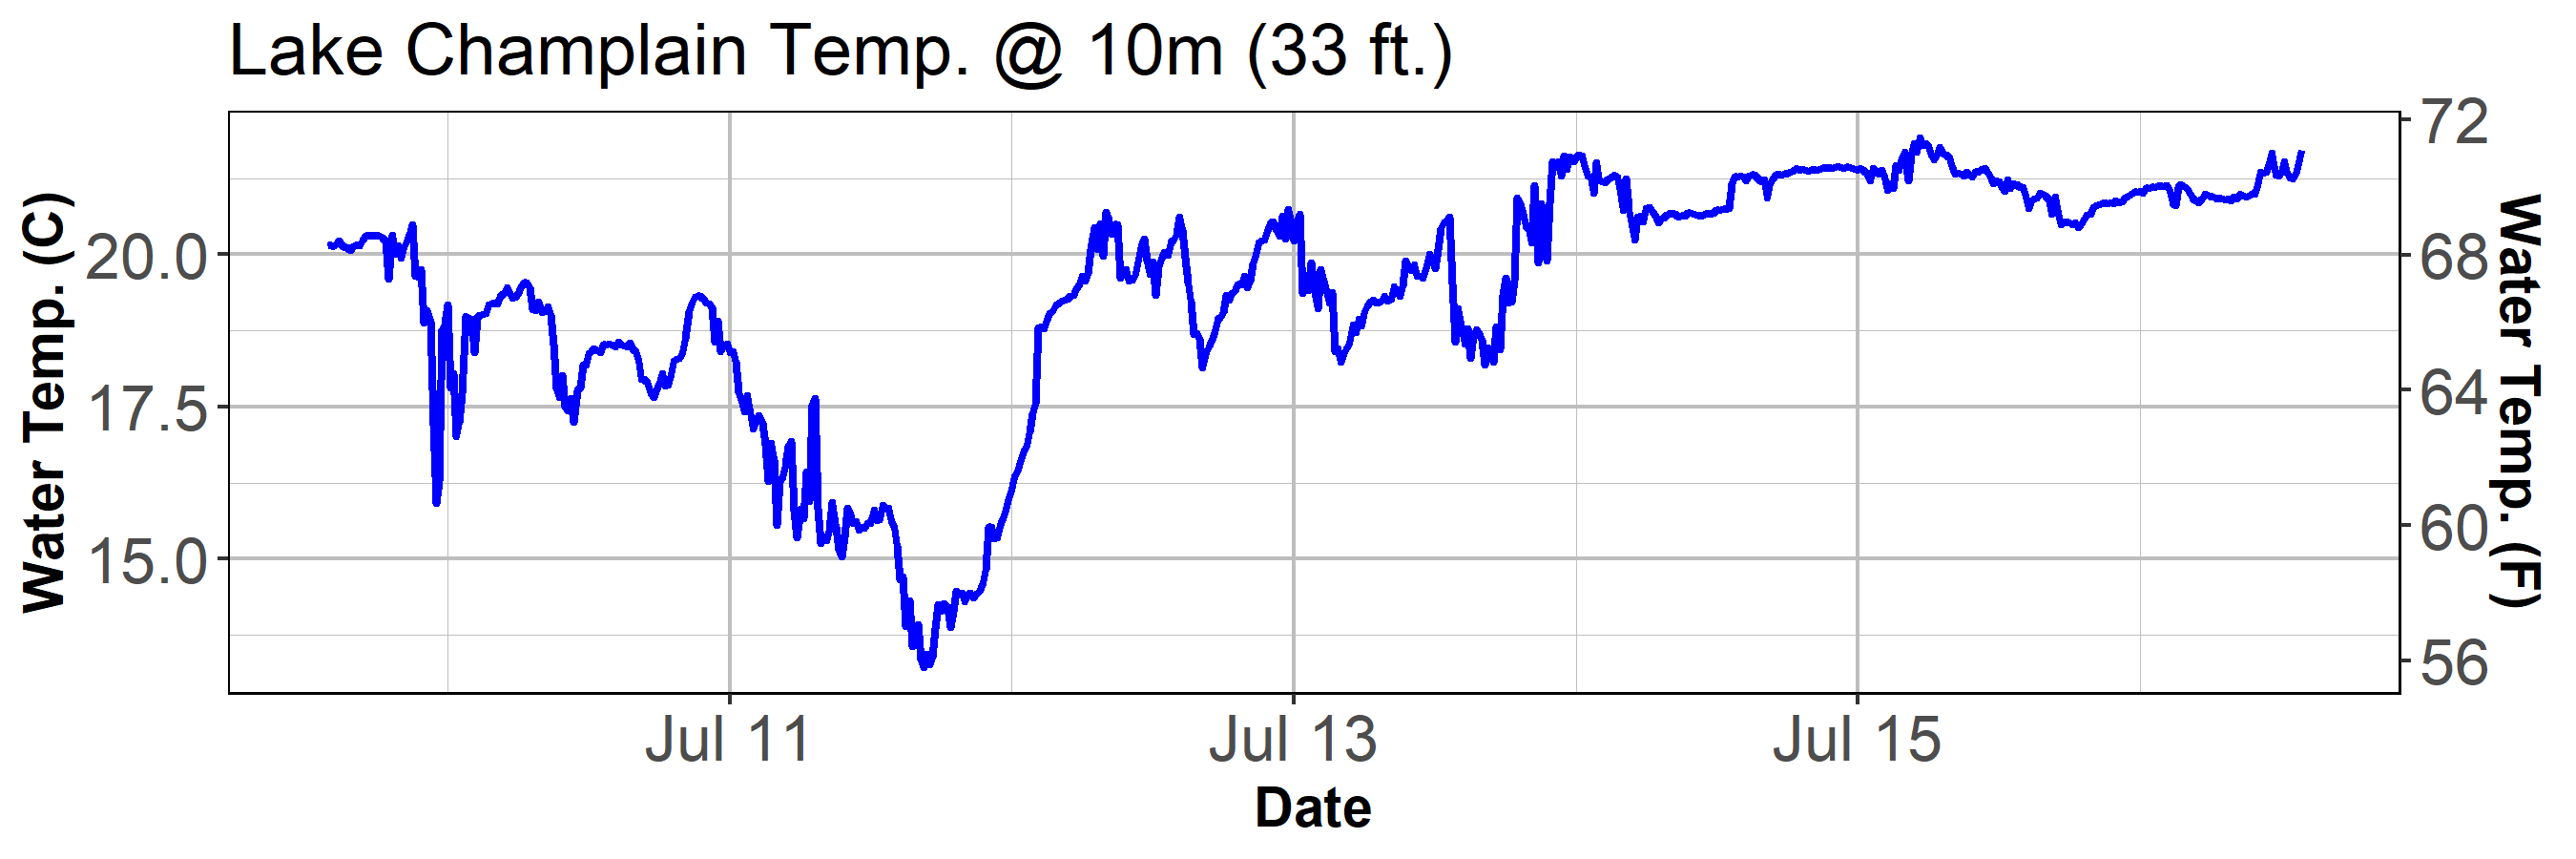 Lake Champlain Temp. @ 10m (33 ft.)
Water Temp. (C)
20.0
17.5
15.0
72
68
64
60
56
Water Temp. (F)
Jul 11
Jul 13
Jul 15
Date